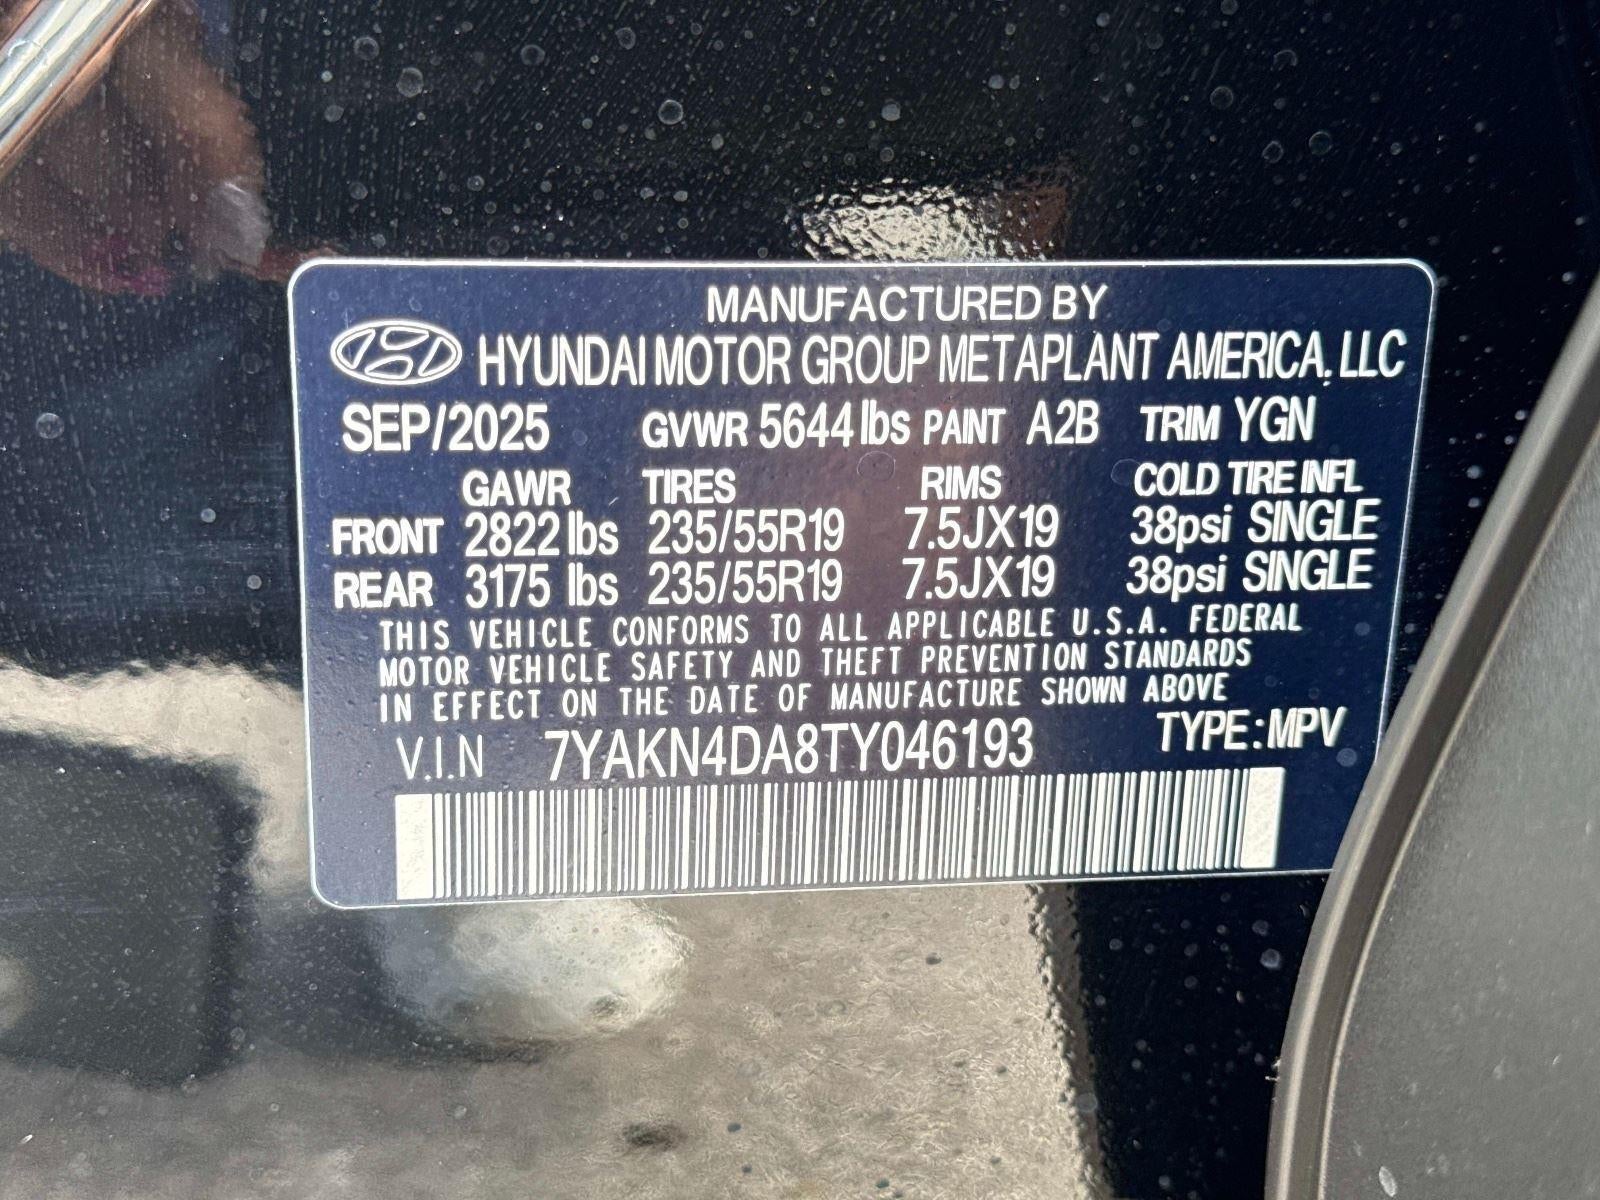 MANUFACTURED BY
HYUNDAI MOTOR GROUP METAPLANT AMERICA, LLC
SEP/2025 GVWR 5644 lbs PAINT A2B TRIM YGN
GAWR TIRES RIMS COLD TIRE INFL
FRONT 2822 lbs 235/55R19 7.5JX19 38psi SINGLE
REAR 3175 lbs 235/55R19 7.5JX19 38psi SINGLE
THIS VEHICLE CONFORMS TO ALL APPLICABLE U.S.A. FEDERAL
MOTOR VEHICLE SAFETY AND THEFT PREVENTION STANDARDS
IN EFFECT ON THE DATE OF MANUFACTURE SHOWN ABOVE
V.I.N 7YAKN4DA8TY046193 TYPE:MPV